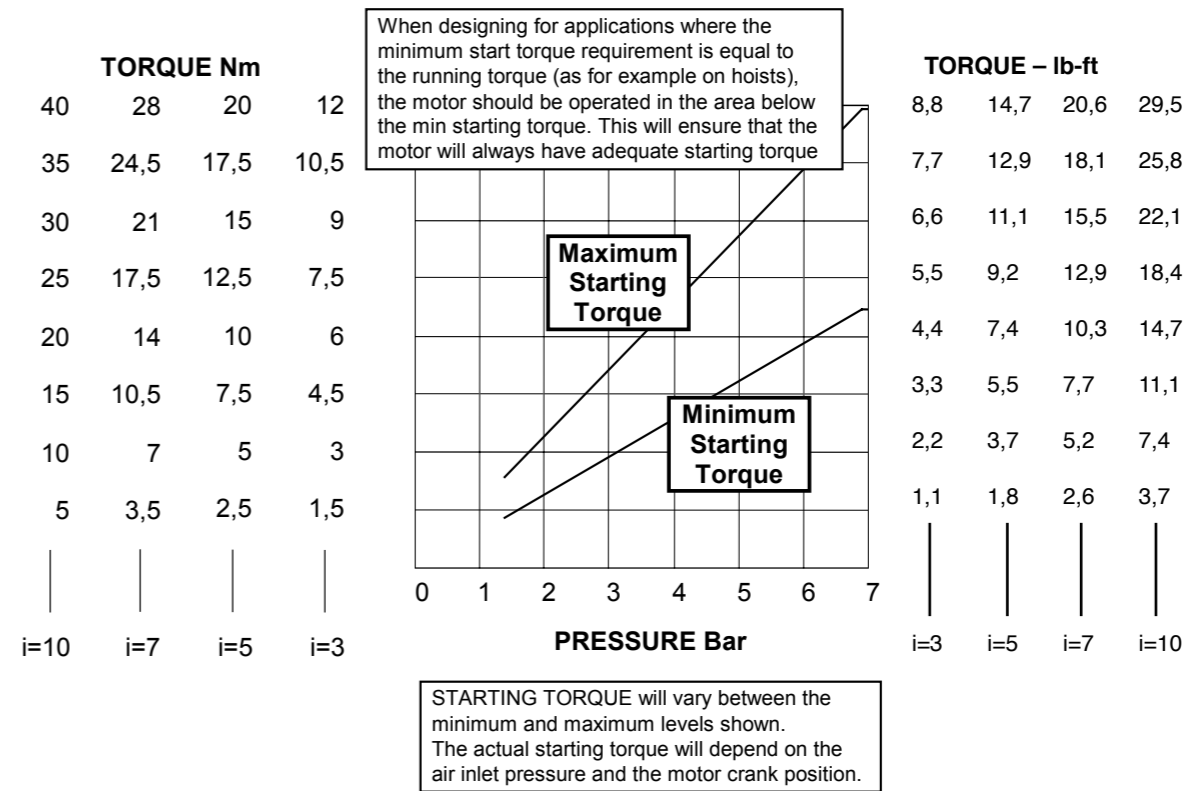 When designing for applications where the
minimum start torque requirement is equal to
the running torque (as for example on hoists),
the motor should be operated in the area below
the min starting torque. This will ensure that the
motor will always have adequate starting torque
TORQUE Nm
40 28 20 12
35 24,5 17,5 10,5
30 21 15 9
25 17,5 12,5 7,5
20 14 10 6
15 10,5 7,5 4,5
10 7 5 3
5 3,5 2,5 1,5
i=10 i=7 i=5 i=3
Maximum
Starting
Torque
Minimum
Starting
Torque
0 1 2 3 4 5 6 7
PRESSURE Bar
TORQUE – lb-ft
8,8 14,7 20,6 29,5
7,7 12,9 18,1 25,8
6,6 11,1 15,5 22,1
5,5 9,2 12,9 18,4
4,4 7,4 10,3 14,7
3,3 5,5 7,7 11,1
2,2 3,7 5,2 7,4
1,1 1,8 2,6 3,7
i=3 i=5 i=7 i=10
STARTING TORQUE will vary between the
minimum and maximum levels shown.
The actual starting torque will depend on the
air inlet pressure and the motor crank position.